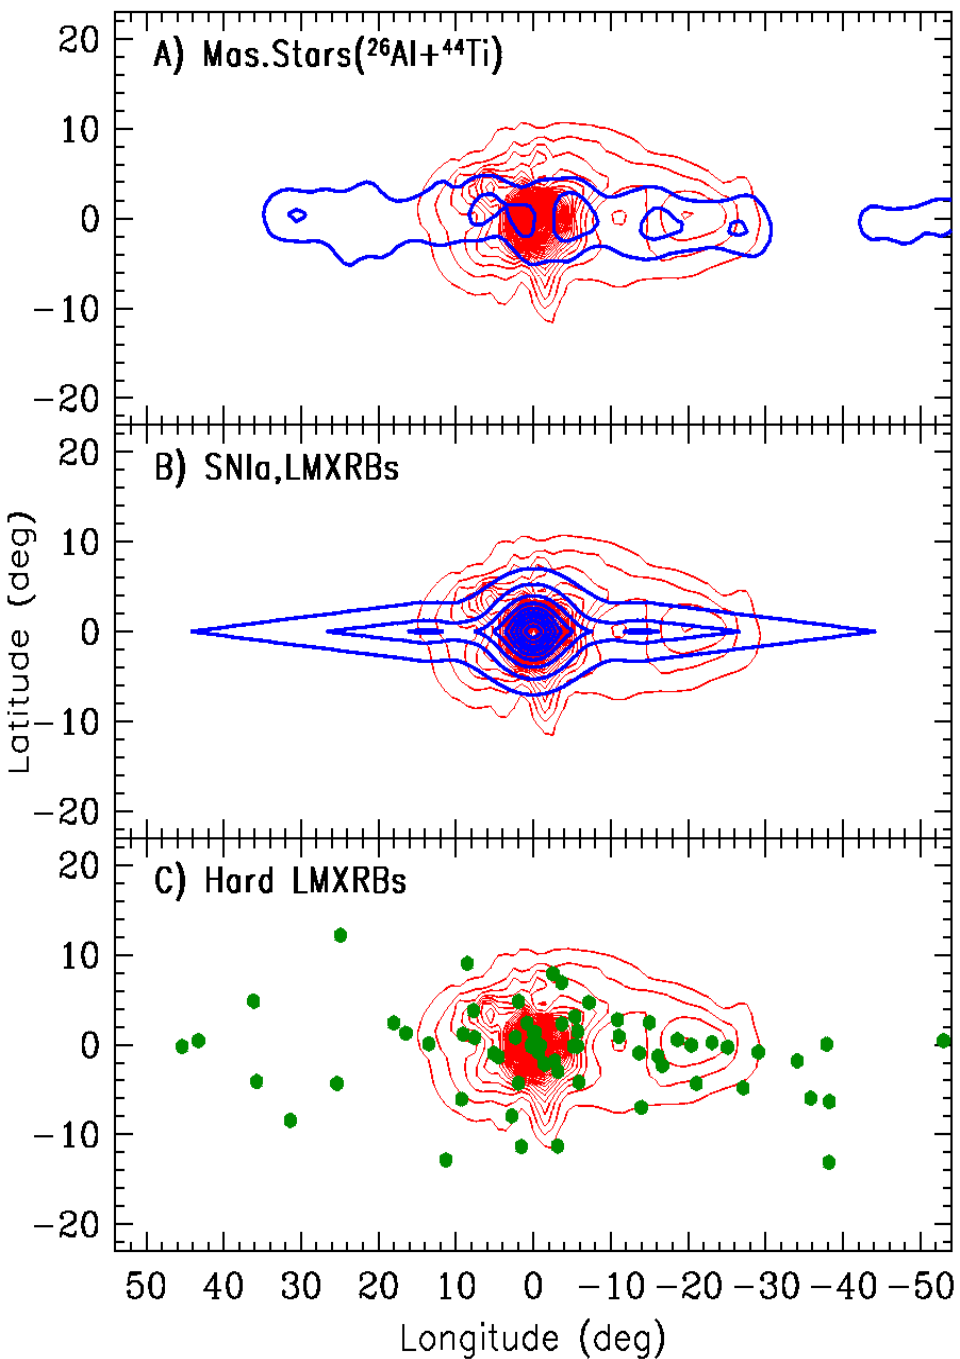 20
A) Mas.Stars(²⁶Al+⁴⁴Ti)
10
0
−10
−20
20
B) SNIa,LMXRBs
10
0
−10
−20
Latitude (deg)
20
C) Hard LMXRBs
10
0
−10
−20
50 40 30 20 10 0 −10 −20 −30 −40 −50
Longitude (deg)